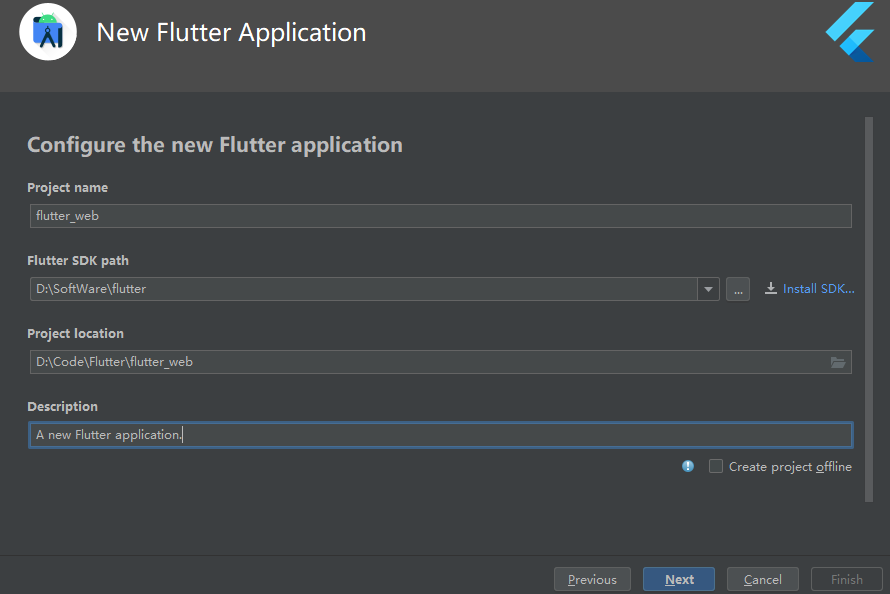 New Flutter Application
Configure the new Flutter application
Project name
flutter_web
Flutter SDK path
D:\SoftWare\flutter
... Install SDK...
Project location
D:\Code\Flutter\flutter_web
Description
A new Flutter application.
Create project offline
Previous Next Cancel Finish